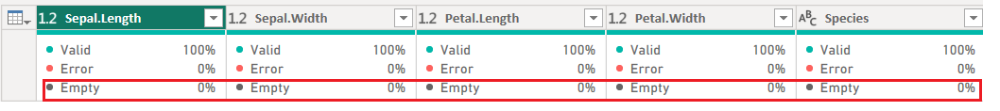 1.2 Sepal.Length 1.2 Sepal.Width 1.2 Petal.Length 1.2 Petal.Width ABC Species
Valid 100% Valid 100% Valid 100% Valid 100% Valid 100%
Error 0% Error 0% Error 0% Error 0% Error 0%
Empty 0% Empty 0% Empty 0% Empty 0% Empty 0%